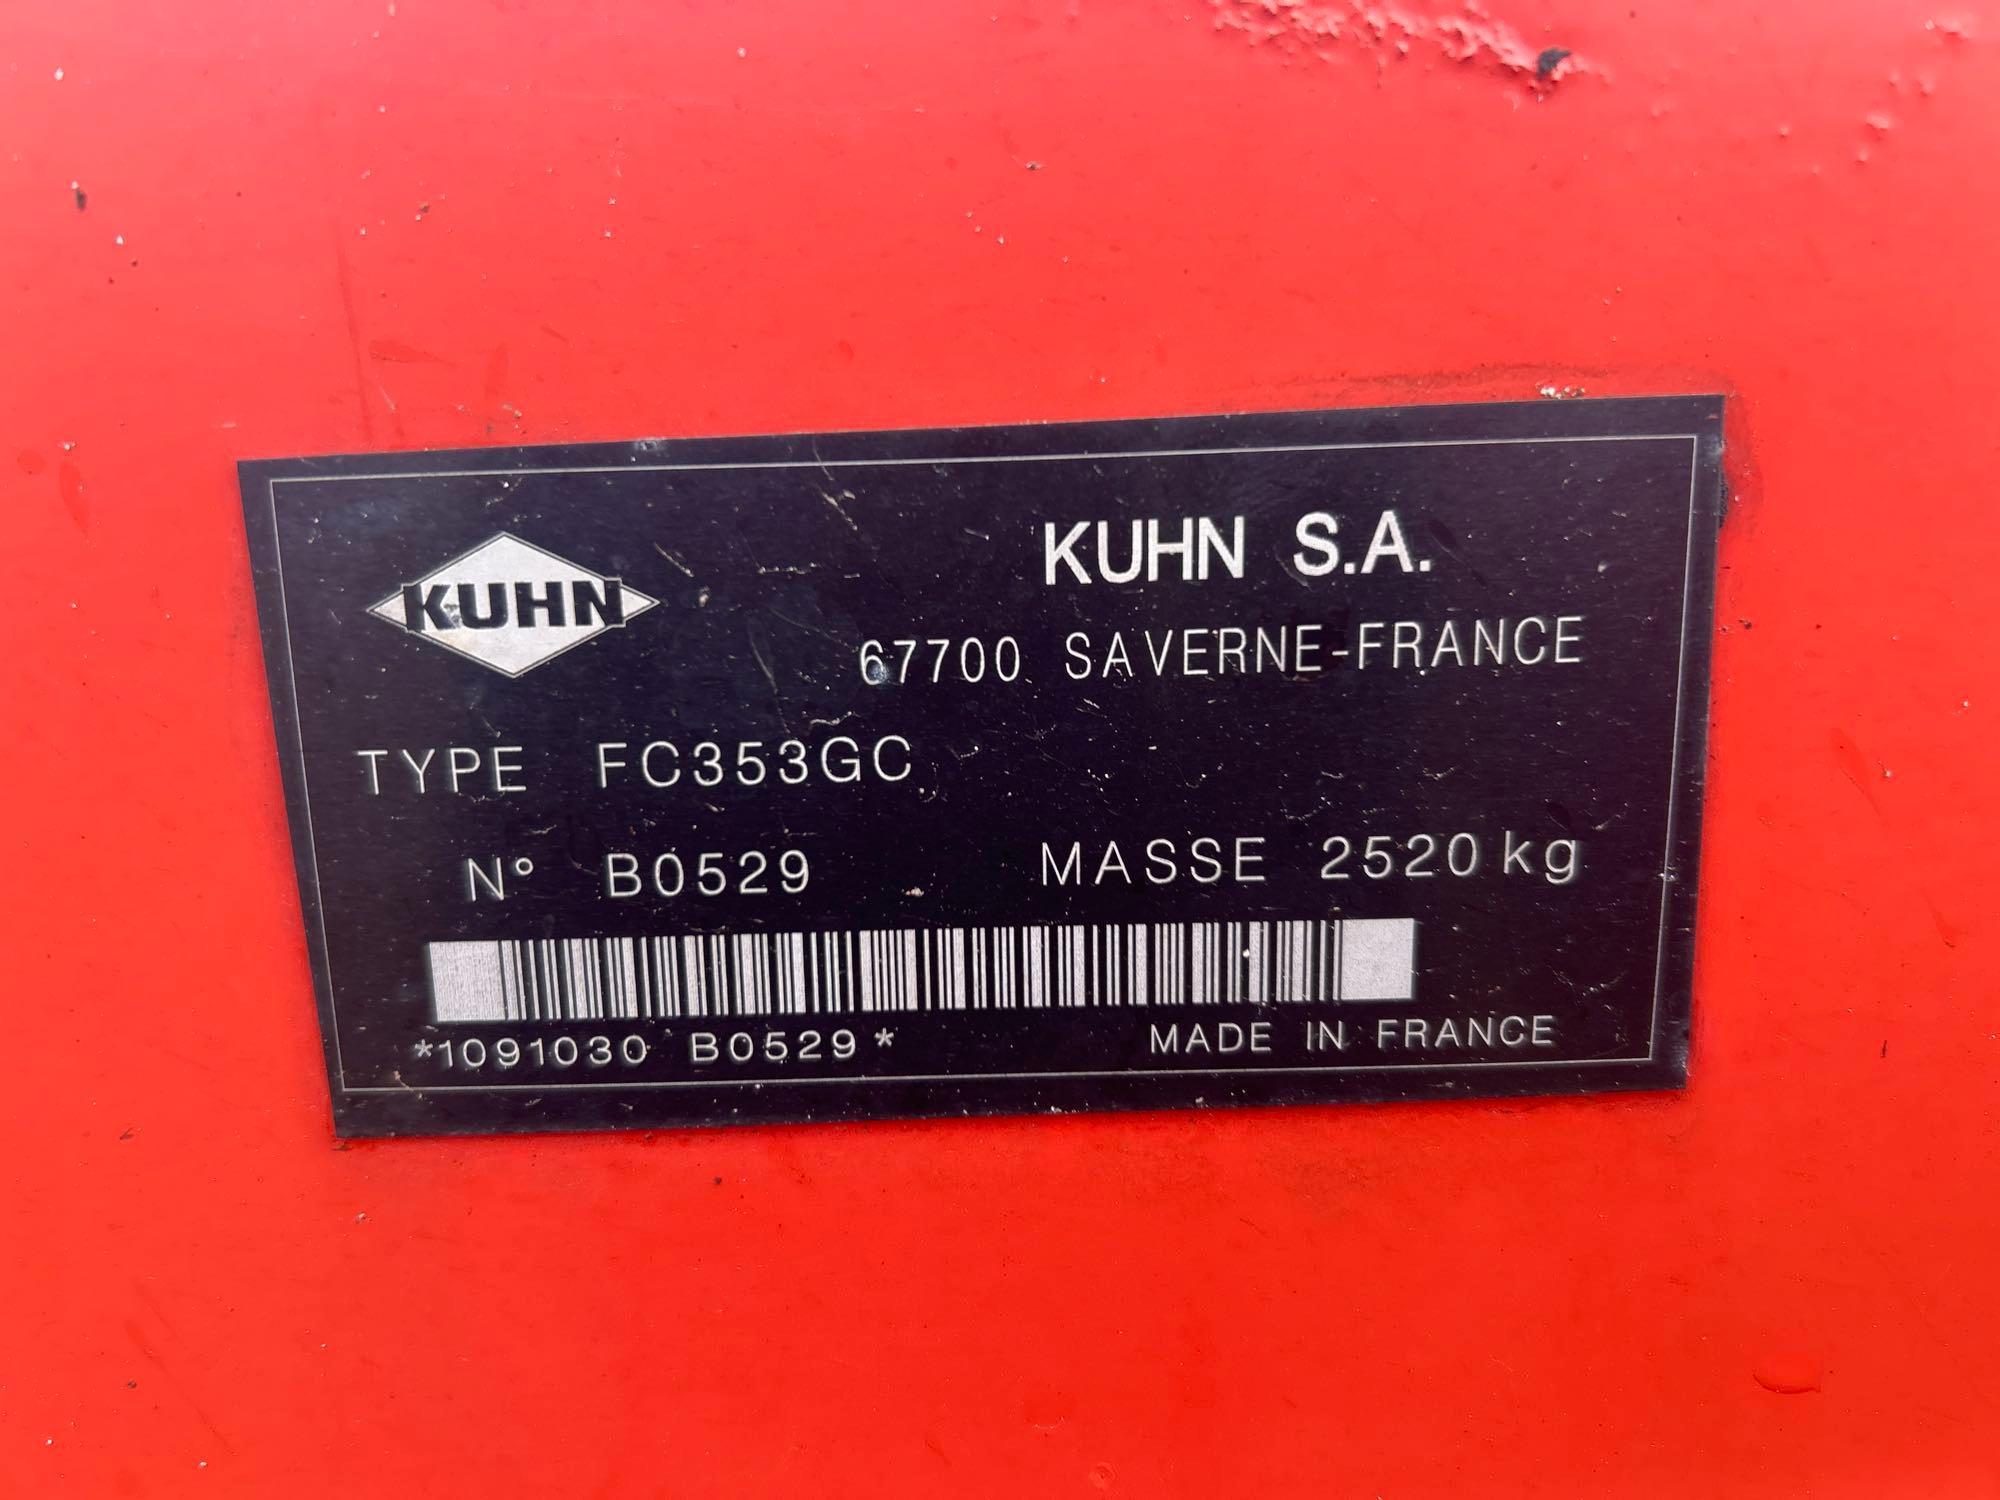 KUHN
KUHN S.A.
67700 SAVERNE-FRANCE
TYPE FC353GC
N° B0529 MASSE 2520 kg
*1091030 B0529*
MADE IN FRANCE